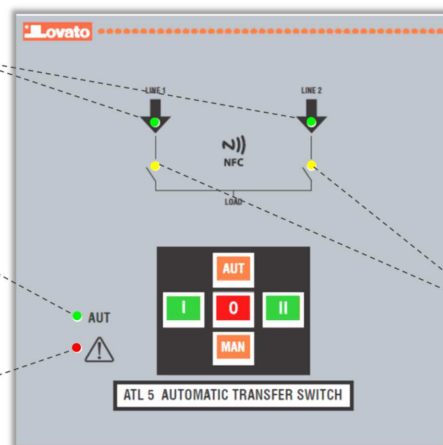 Lovato
LINE 1 LINE 2
NFC
LOAD
AUT
I 0 II
AUT
MAN
ATL 5 AUTOMATIC TRANSFER SWITCH